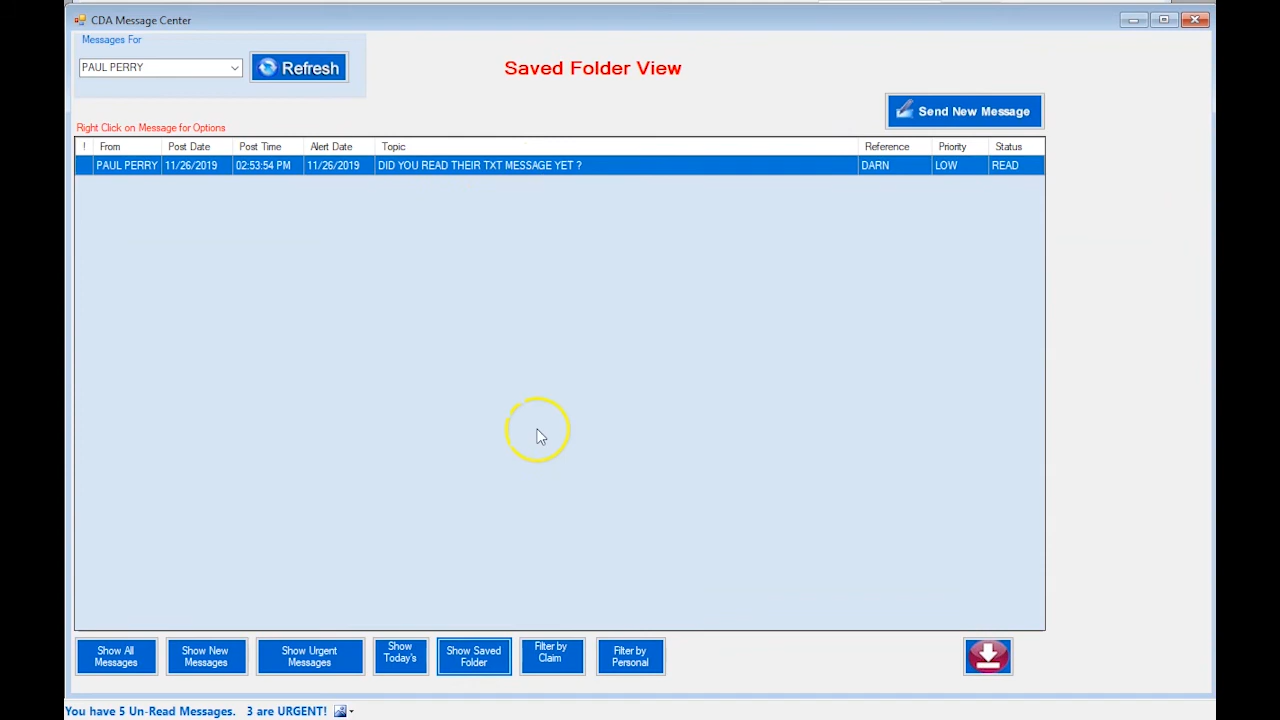 CDA Message Center
Messages For
PAUL PERRY
Refresh
Saved Folder View
Send New Message
Right Click on Message for Options
! From Post Date Post Time Alert Date Topic Reference Priority Status
PAUL PERRY 11/26/2019 02:53:54 PM 11/26/2019 DID YOU READ THEIR TXT MESSAGE YET ? DARN LOW READ
Show All
Messages
Show New
Messages
Show Urgent
Messages
Show
Today's
Show Saved
Folder
Filter by
Claim
Filter by
Personal
You have 5 Un-Read Messages. 3 are URGENT!